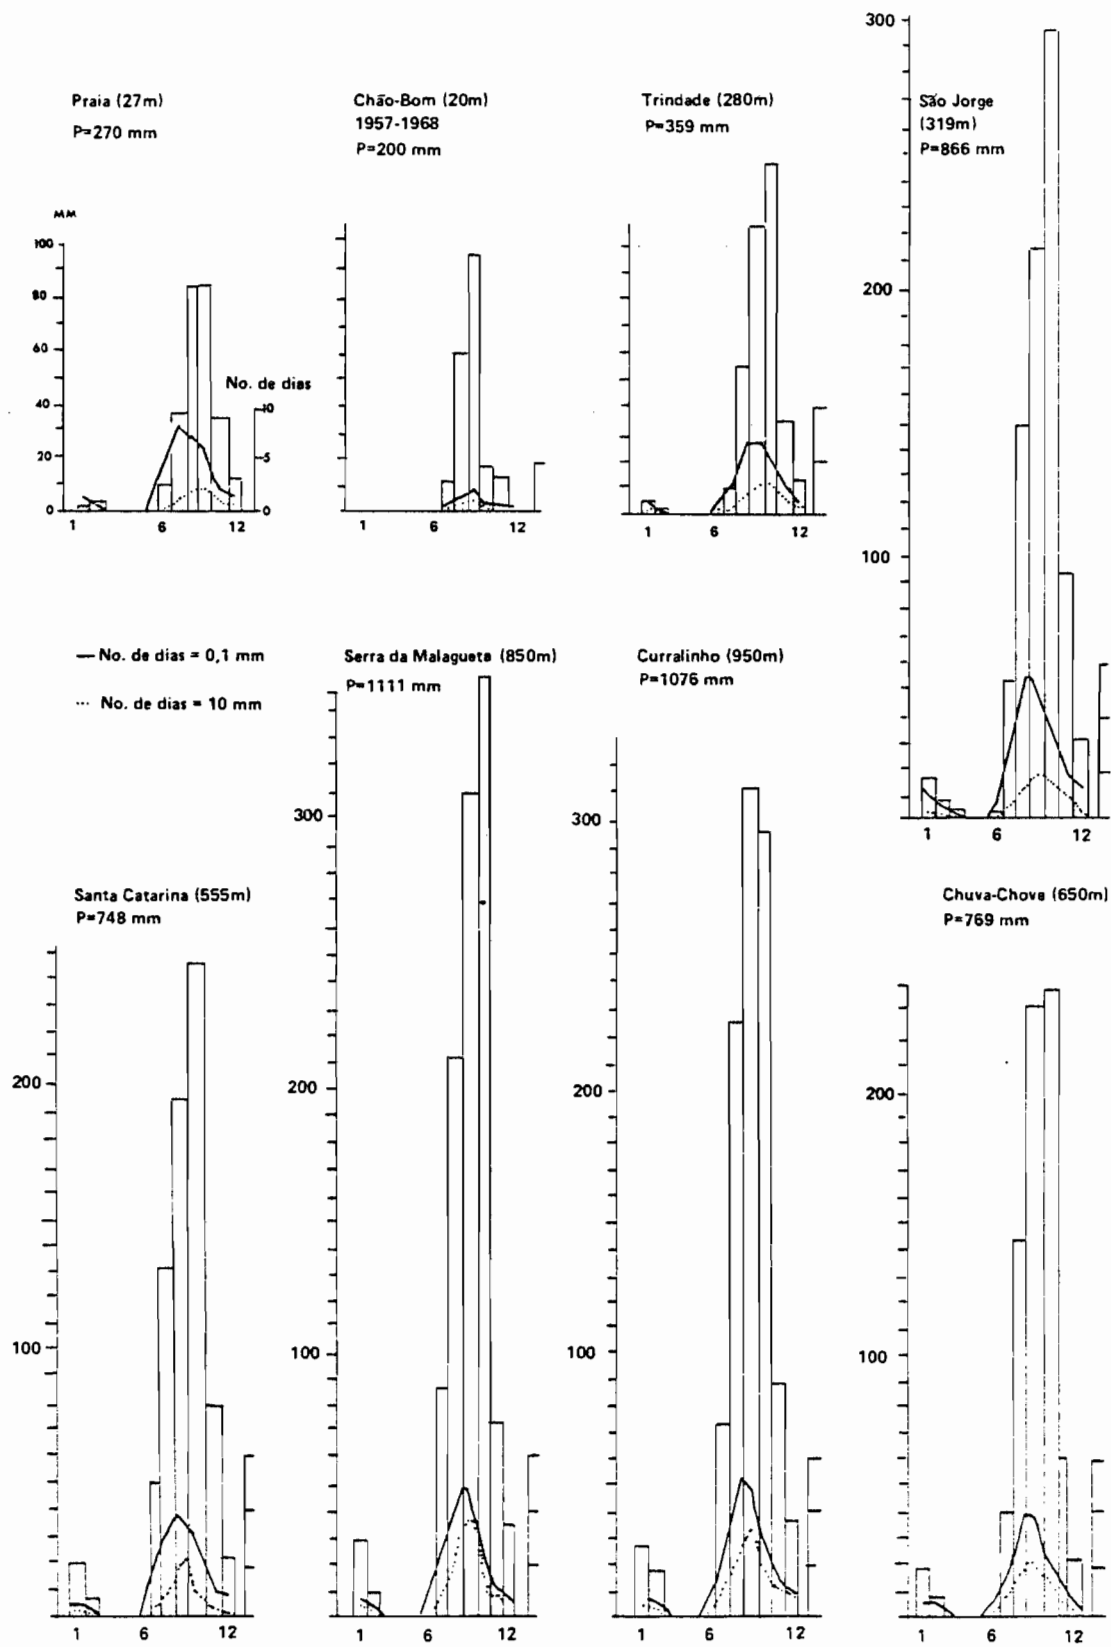 Praia (27m)
P=270 mm
MM
100
80
60
40
20
0
No. de dias
10
5
0
6
12
Chão-Bom (20m)
1957-1968
P=200 mm
1
6
12
Trindade (280m)
P=359 mm
1
6
12
São Jorge
(319m)
P=866 mm
300
200
100
1
6
12
— No. de dias = 0,1 mm
... No. de dias = 10 mm
Serra da Malagueta (850m)
P=1111 mm
300
200
100
1
6
12
Curralinho (950m)
P=1076 mm
300
200
100
1
6
12
Santa Catarina (555m)
P=748 mm
200
100
1
6
12
Chuva-Chove (650m)
P=769 mm
200
100
1
6
12